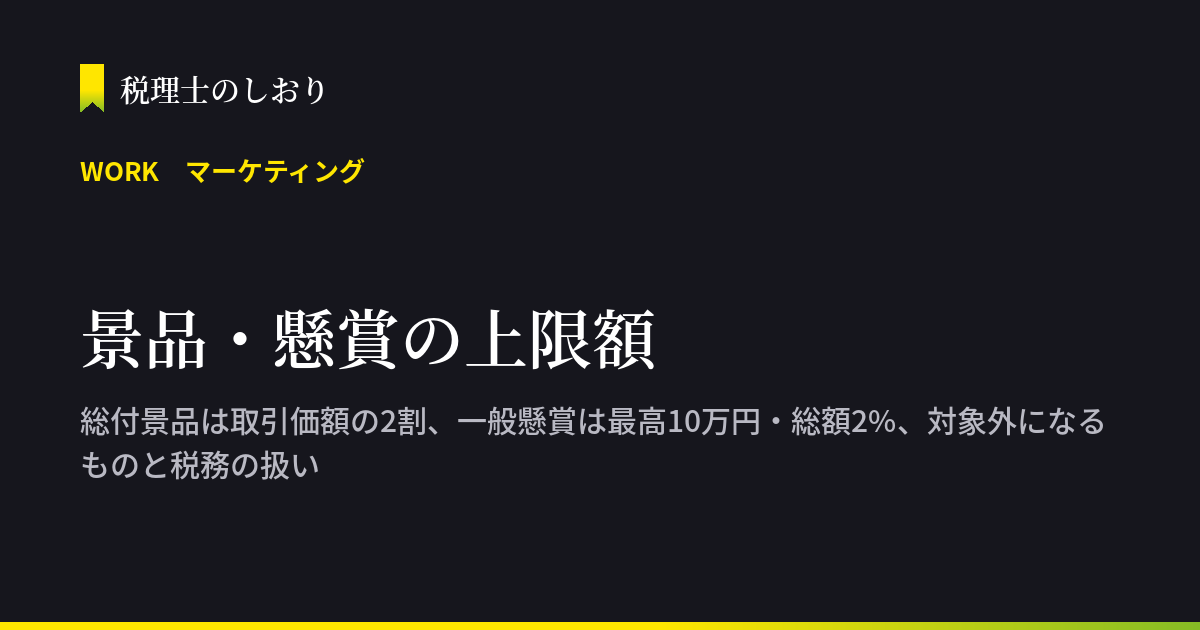 税理士のしおり
WORK　マーケティング
景品・懸賞の上限額
総付景品は取引価額の2割、一般懸賞は最高10万円・総額2%、対象外になる
ものと税務の扱い